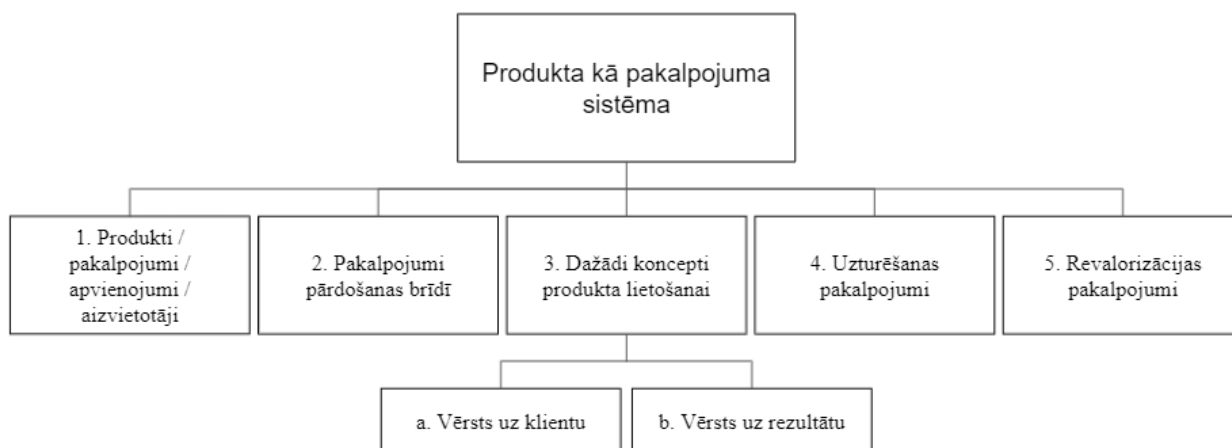 Produkta kā pakalpojuma
sistēma
1. Produkti /
pakalpojumi /
apvienojumi /
aizvietotāji
2. Pakalpojumi
pārdošanas brīdī
3. Dažādi koncepti
produkta lietošanai
4. Uzturēšanas
pakalpojumi
5. Revalorizācijas
pakalpojumi
a. Vērsts uz klientu
b. Vērsts uz rezultātu